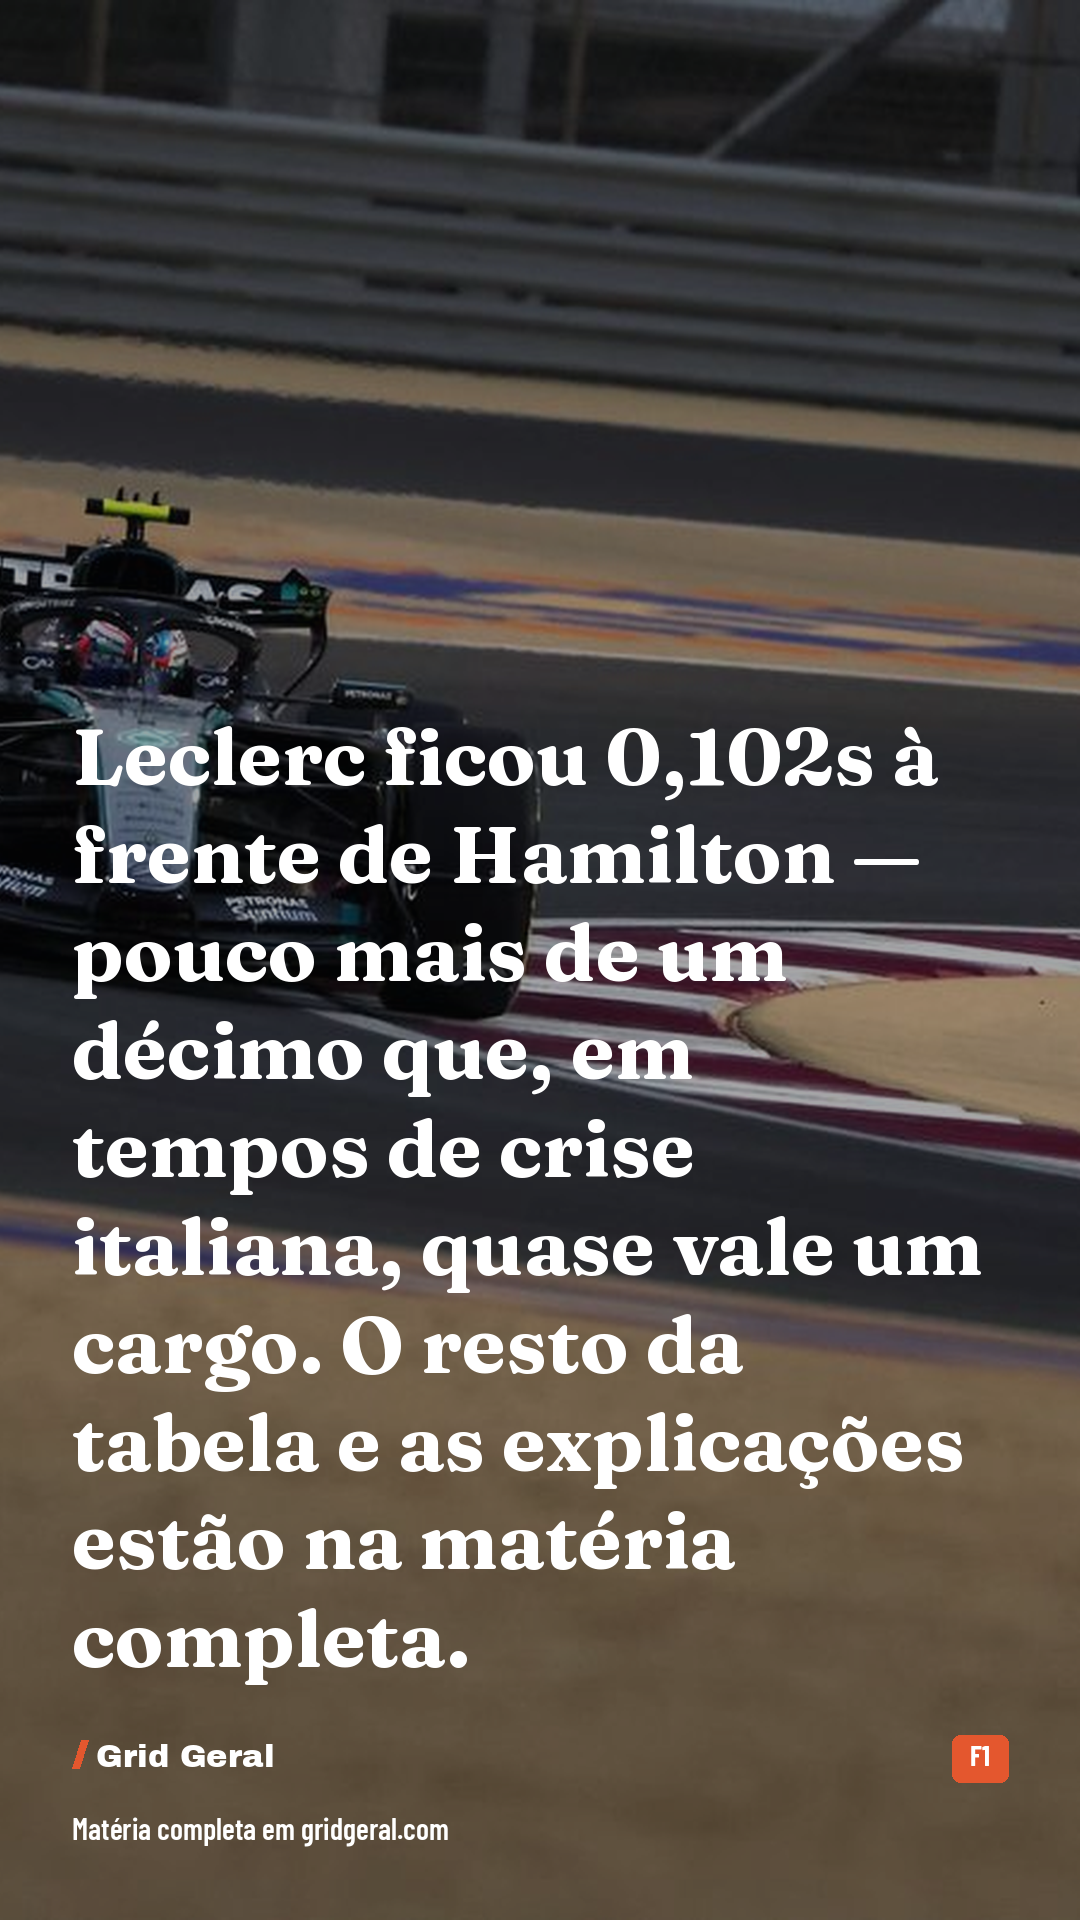 PETRONAS
Syntium
Leclerc ficou 0,102s à
frente de Hamilton —
pouco mais de um
décimo que, em
tempos de crise
italiana, quase vale um
cargo. O resto da
tabela e as explicações
estão na matéria
completa.
/ Grid Geral
F1
Matéria completa em gridgeral.com